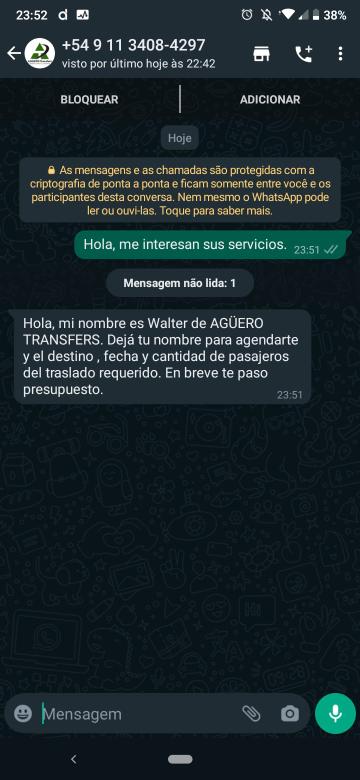 23:52
38%
+54 9 11 3408-4297
visto por último hoje às 22:42
BLOQUEAR
ADICIONAR
Hoje
As mensagens e as chamadas são protegidas com a
criptografia de ponta a ponta e ficam somente entre você e os
participantes desta conversa. Nem mesmo o WhatsApp pode
ler ou ouvi-las. Toque para saber mais.
Hola, me interesan sus servicios. 23:51
Mensagem não lida: 1
Hola, mi nombre es Walter de AGÜERO
TRANSFERS. Dejá tu nombre para agendarte
y el destino , fecha y cantidad de pasajeros
del traslado requerido. En breve te paso
presupuesto.
23:51
Mensagem